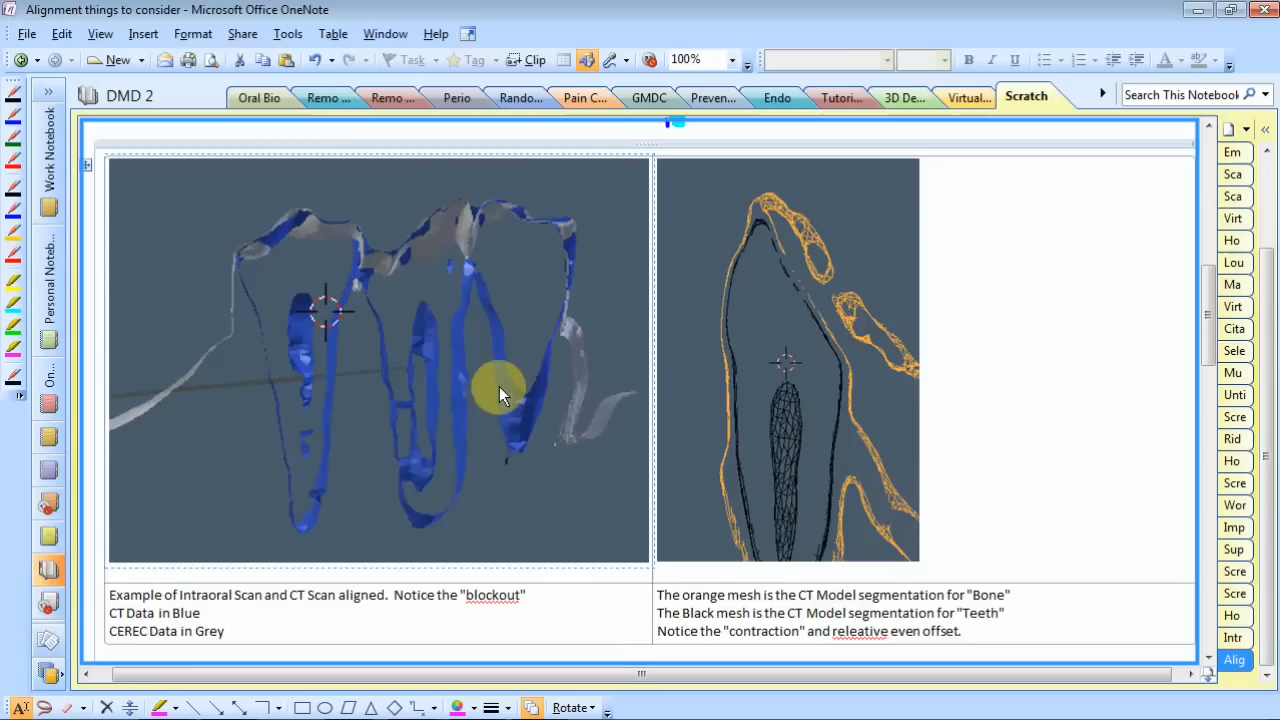 Alignment things to consider - Microsoft Office OneNote
File Edit View Insert Format Share Tools Table Window Help
New Task Tag Clip 100% B I U A ab
DMD 2 Oral Bio Remo ... Remo ... Perio Rando... Pain C... GMDC Preven... Endo Tutori... 3D De... Virtual... Scratch Search This Notebook
Work Notebook
Personal Noteb...
On...
Em
Sca
Sca
Virt
Ho
Lou
Ma
Virt
Cita
Sele
Mu
Unti
Scre
Rid
Ho
Scre
Wor
Imp
Sup
Scre
Scre
Ho
Intr
Alig
Example of Intraoral Scan and CT Scan aligned. Notice the "blockout"
CT Data in Blue
CEREC Data in Grey
The orange mesh is the CT Model segmentation for "Bone"
The Black mesh is the CT Model segmentation for "Teeth"
Notice the "contraction" and releative even offset.
A Rotate